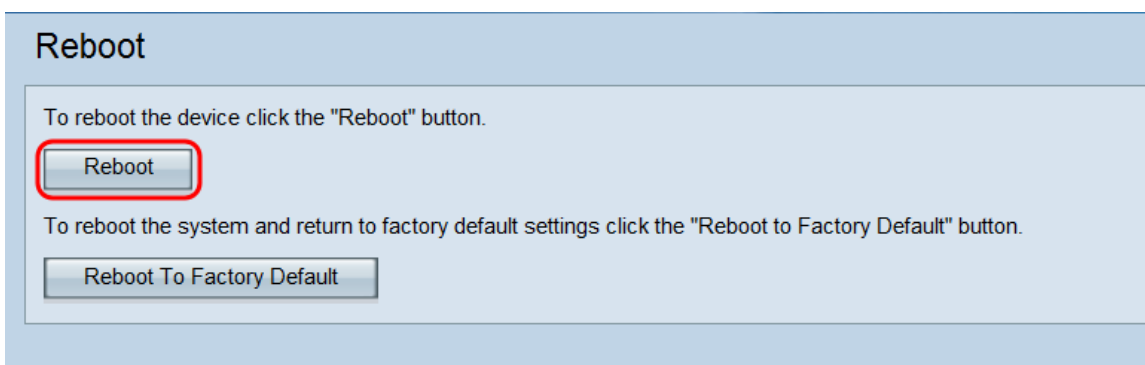 Reboot
To reboot the device click the "Reboot" button.
Reboot
To reboot the system and return to factory default settings click the "Reboot to Factory Default" button.
Reboot To Factory Default